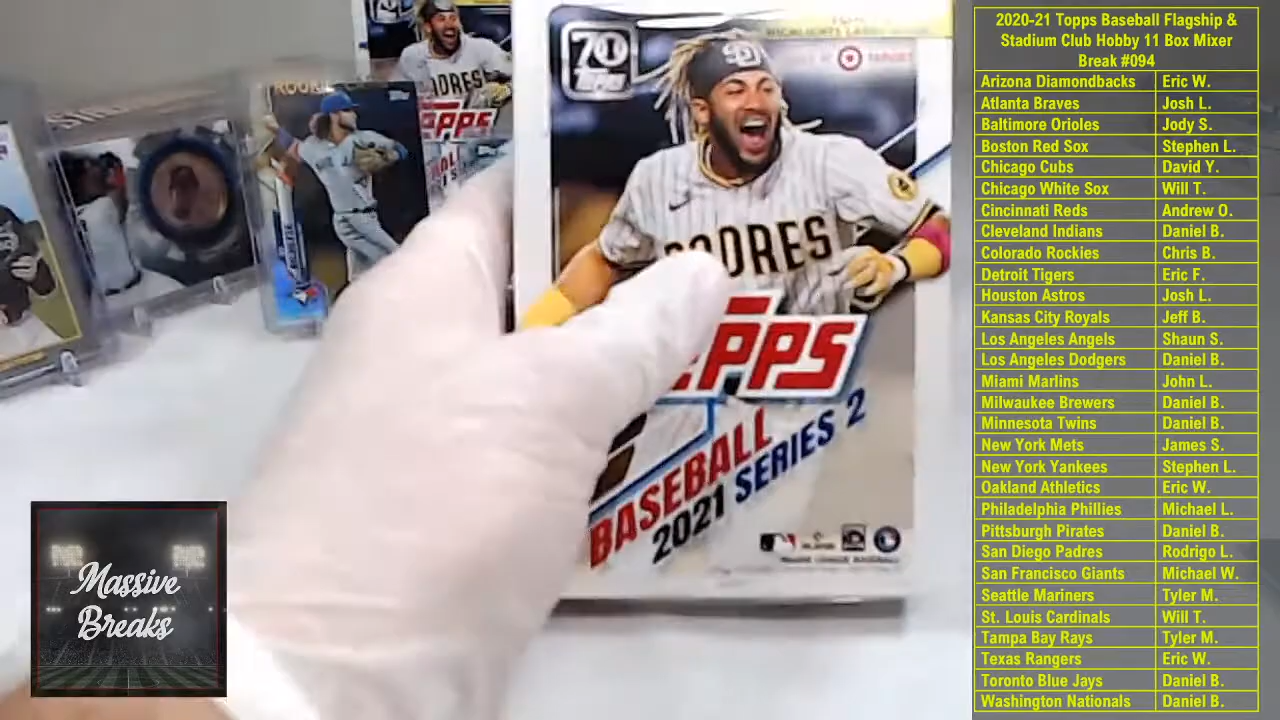 2020-21 Topps Baseball Flagship &
Stadium Club Hobby 11 Box Mixer
Break #094
Arizona Diamondbacks Eric W.
Atlanta Braves Josh L.
Baltimore Orioles Jody S.
Boston Red Sox Stephen L.
Chicago Cubs David Y.
Chicago White Sox Will T.
Cincinnati Reds Andrew O.
Cleveland Indians Daniel B.
Colorado Rockies Chris B.
Detroit Tigers Eric F.
Houston Astros Josh L.
Kansas City Royals Jeff B.
Los Angeles Angels Shaun S.
Los Angeles Dodgers Daniel B.
Miami Marlins John L.
Milwaukee Brewers Daniel B.
Minnesota Twins Daniel B.
New York Mets James S.
New York Yankees Stephen L.
Oakland Athletics Eric W.
Philadelphia Phillies Michael L.
Pittsburgh Pirates Daniel B.
San Diego Padres Rodrigo L.
San Francisco Giants Michael W.
Seattle Mariners Tyler M.
St. Louis Cardinals Will T.
Tampa Bay Rays Tyler M.
Texas Rangers Eric W.
Toronto Blue Jays Daniel B.
Washington Nationals Daniel B.
70
Topps
TARGET
SD
PADRES
TOPPS
BASEBALL
2021 SERIES 2
ROOKIE
Massive
Breaks